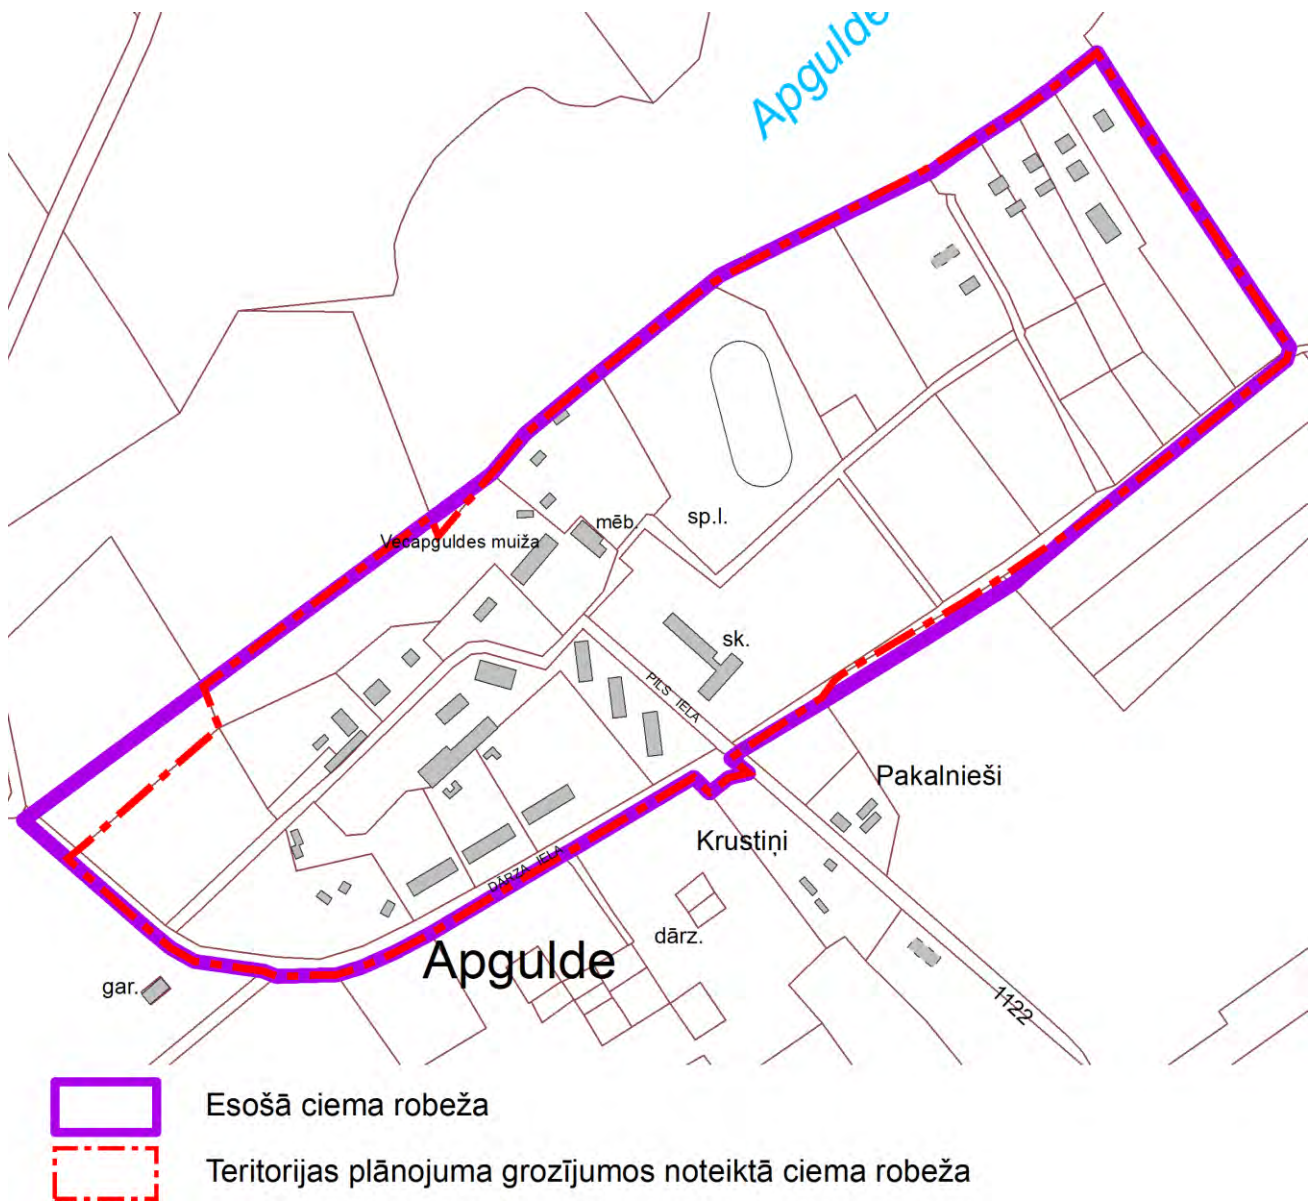 Apgulde
mēb.
sp.l.
Vecapguldes muiža
sk.
PILS IELA
Pakalnieši
Krustiņi
DĀRZA IELA
dārz.
Apgulde
gar.
1122
Esošā ciema robeža
Teritorijas plānojuma grozījumos noteiktā ciema robeža